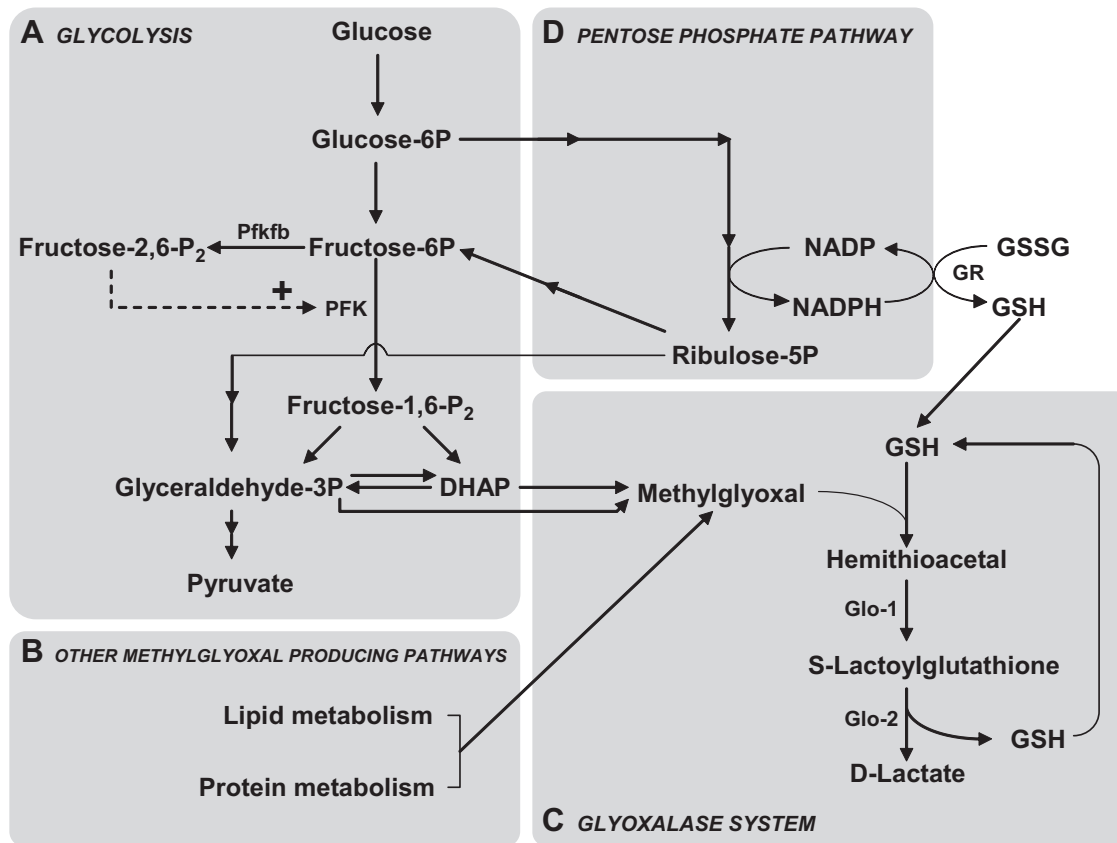 A GLYCOLYSIS
Glucose
Glucose-6P
Fructose-2,6-P2
Pfkfb
Fructose-6P
+
PFK
Fructose-1,6-P2
Glyceraldehyde-3P
DHAP
Pyruvate
B OTHER METHYLGLYOXAL PRODUCING PATHWAYS
Lipid metabolism
Protein metabolism
D PENTOSE PHOSPHATE PATHWAY
NADP
GSSG
GR
NADPH
GSH
Ribulose-5P
GSH
Methylglyoxal
Hemithioacetal
Glo-1
S-Lactoylglutathione
Glo-2
GSH
D-Lactate
C GLYOXALASE SYSTEM